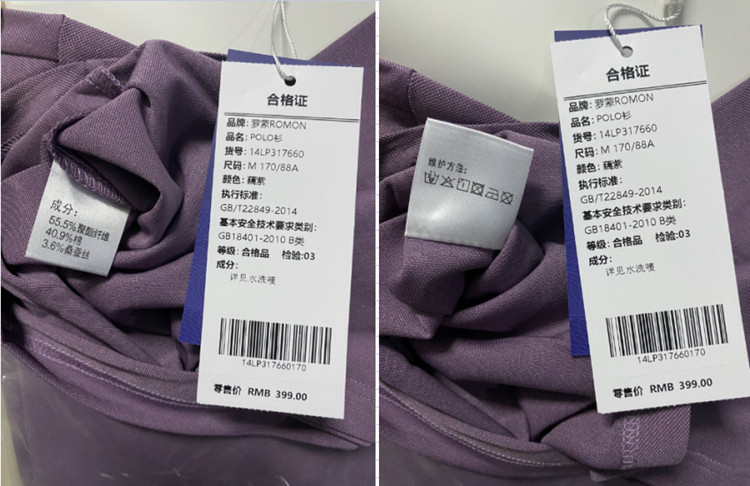 合格证
品牌: 罗蒙ROMON
品名: POLO衫
货号: 14LP317660
尺码: M 170/88A
颜色: 藕紫
执行标准:
GB/T22849-2014
基本安全技术要求类别:
GB18401-2010 B类
等级: 合格品 检验:03
成分:
详见水洗唛
14LP317660170
零售价 RMB 399.00
成分:
55.5%聚酯纤维
40.9%棉
3.6%桑蚕丝
合格证
品牌: 罗蒙ROMON
品名: POLO衫
货号: 14LP317660
尺码: M 170/88A
颜色: 藕紫
执行标准:
GB/T22849-2014
基本安全技术要求类别:
GB18401-2010 B类
等级: 合格品 检验:03
成分:
详见水洗唛
14LP317660170
零售价 RMB 399.00
维护方法: